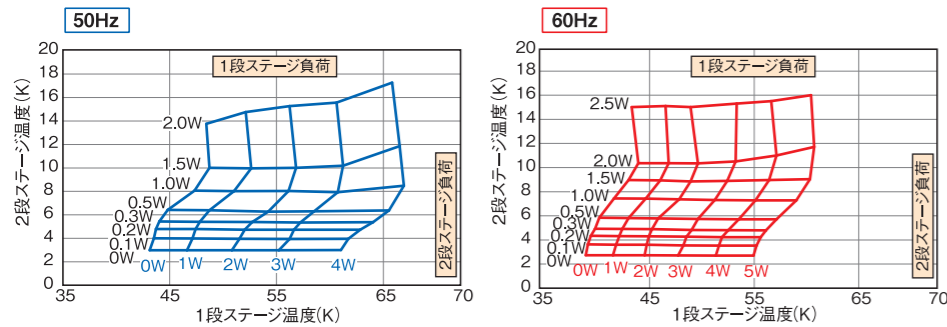 50Hz
20
18
16
14
12
10
8
6
4
2
0
2段ステージ温度(K)
1段ステージ負荷
2.0W
1.5W
1.0W
0.5W
0.3W
0.2W
0.1W
0W
0W 1W 2W 3W 4W
2段ステージ負荷
35 45 55 65 70
1段ステージ温度(K)
60Hz
20
18
16
14
12
10
8
6
4
2
0
2段ステージ温度(K)
1段ステージ負荷
2.5W
2.0W
1.5W
1.0W
0.5W
0.3W
0.2W
0.1W
0W
0W 1W 2W 3W 4W 5W
2段ステージ負荷
35 45 55 65 70
1段ステージ温度(K)